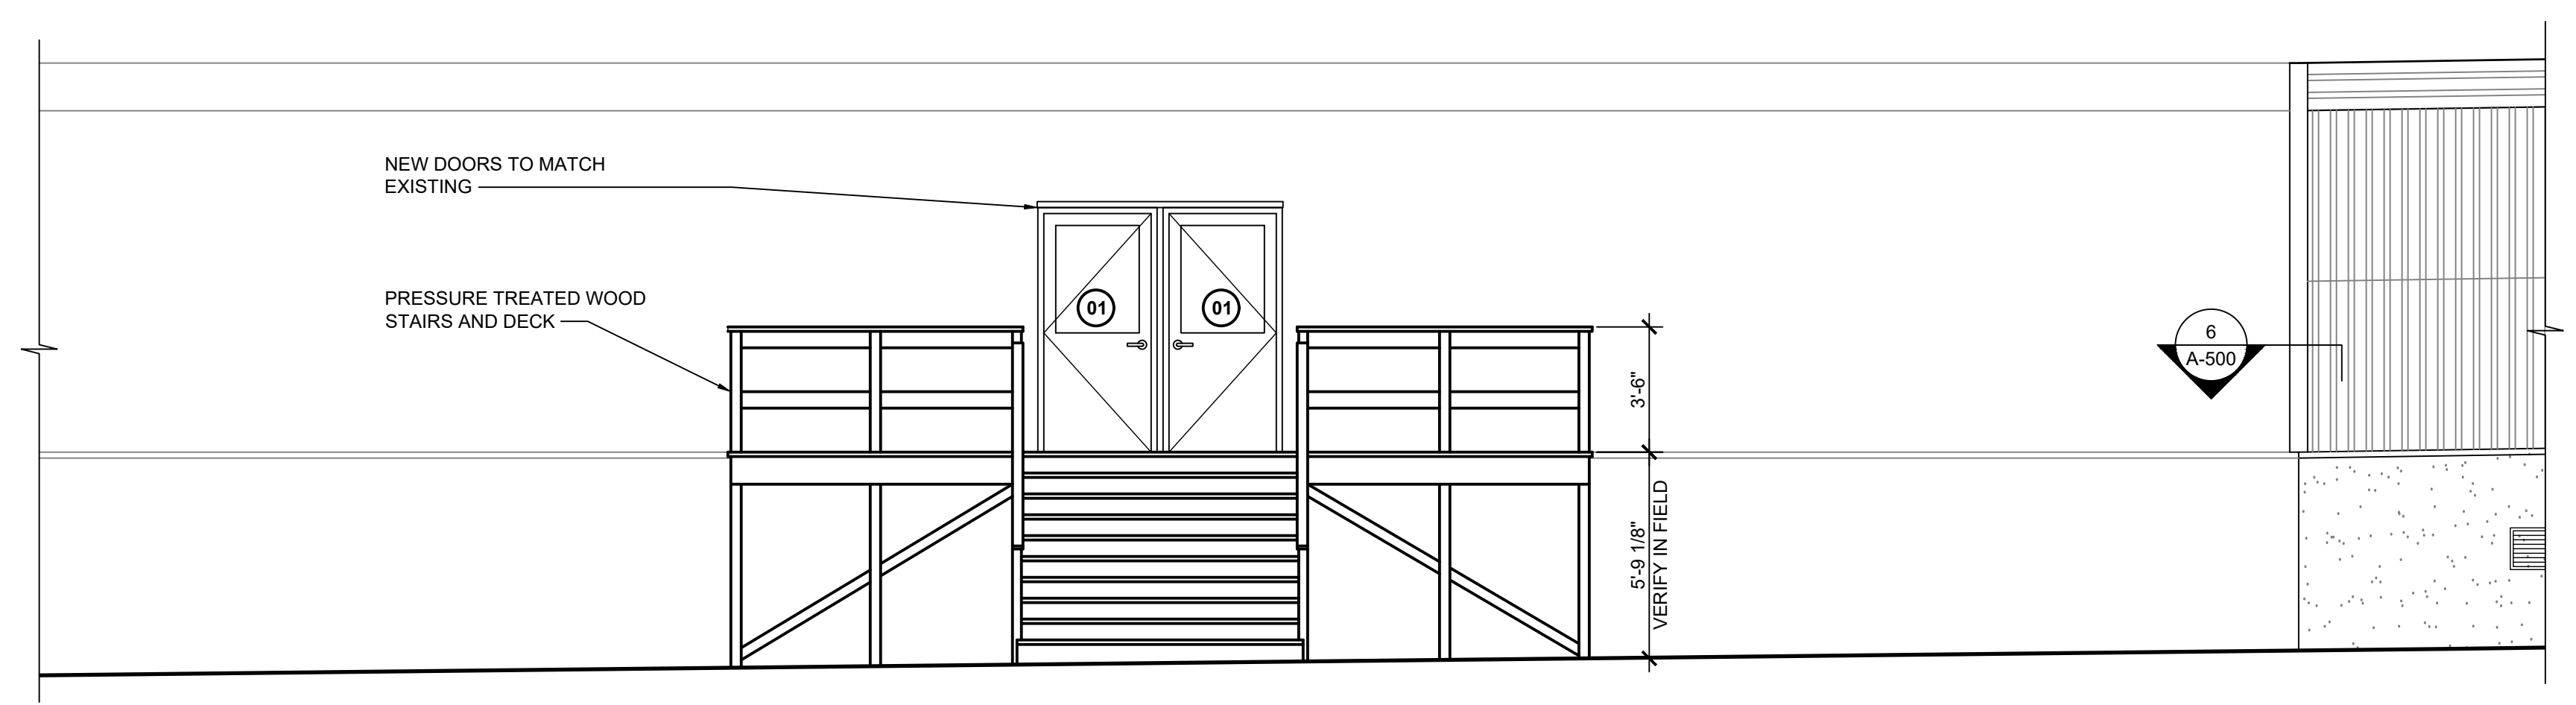 NEW DOORS TO MATCH
EXISTING
PRESSURE TREATED WOOD
STAIRS AND DECK
01
01
3'-6"
5'-9 1/8"
VERIFY IN FIELD
6
A-500